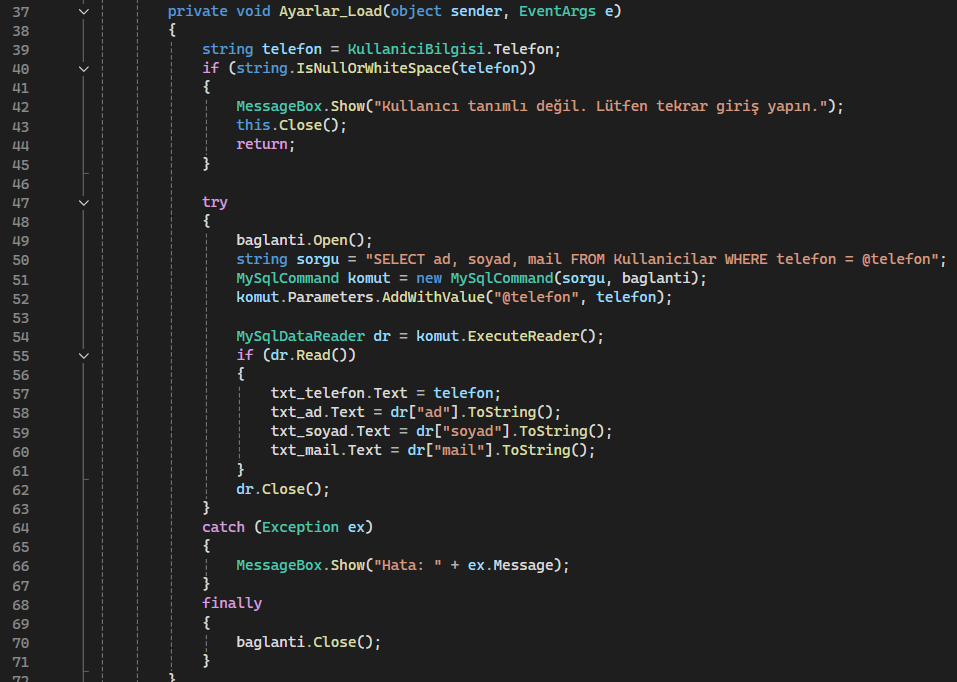 37 private void Ayarlar_Load(object sender, EventArgs e)
38 {
39 string telefon = KullaniciBilgisi.Telefon;
40 if (string.IsNullOrWhiteSpace(telefon))
41 {
42 MessageBox.Show("Kullanıcı tanımlı değil. Lütfen tekrar giriş yapın.");
43 this.Close();
44 return;
45 }
46
47 try
48 {
49 baglanti.Open();
50 string sorgu = "SELECT ad, soyad, mail FROM Kullanicilar WHERE telefon = @telefon";
51 MySqlCommand komut = new MySqlCommand(sorgu, baglanti);
52 komut.Parameters.AddWithValue("@telefon", telefon);
53
54 MySqlDataReader dr = komut.ExecuteReader();
55 if (dr.Read())
56 {
57 txt_telefon.Text = telefon;
58 txt_ad.Text = dr["ad"].ToString();
59 txt_soyad.Text = dr["soyad"].ToString();
60 txt_mail.Text = dr["mail"].ToString();
61 }
62 dr.Close();
63 }
64 catch (Exception ex)
65 {
66 MessageBox.Show("Hata: " + ex.Message);
67 }
68 finally
69 {
70 baglanti.Close();
71 }
72 }